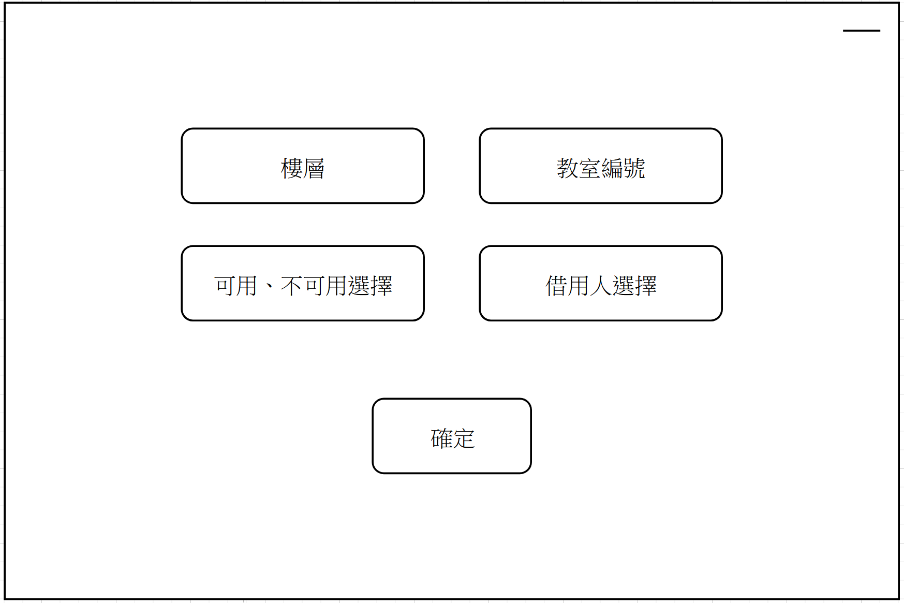 樓層
教室編號
可用、不可用選擇
借用人選擇
確定